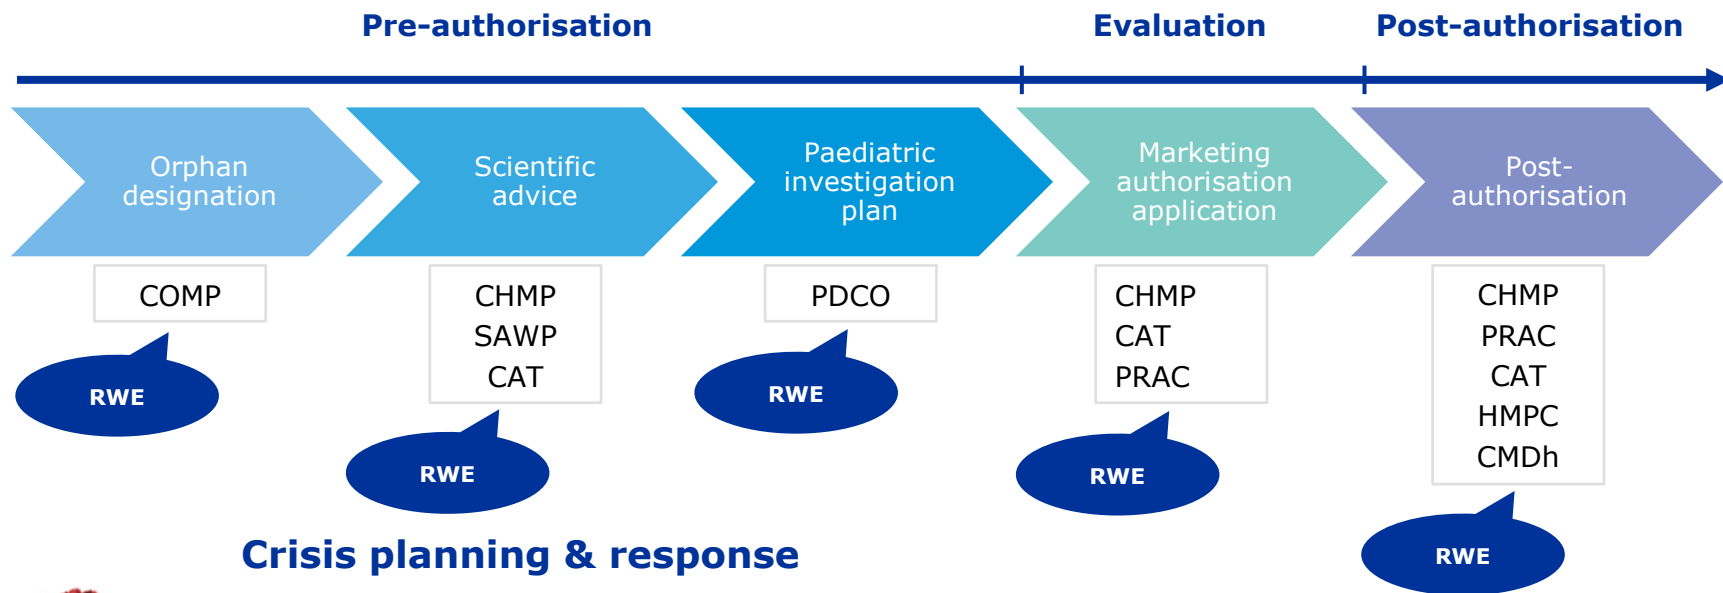 Pre-authorisation
Evaluation
Post-authorisation
Orphan
designation
Scientific
advice
Paediatric
investigation
plan
Marketing
authorisation
application
Post-
authorisation
COMP
RWE
CHMP
SAWP
CAT
RWE
PDCO
RWE
CHMP
CAT
PRAC
RWE
CHMP
PRAC
CAT
HMPC
CMDh
RWE
Crisis planning & response